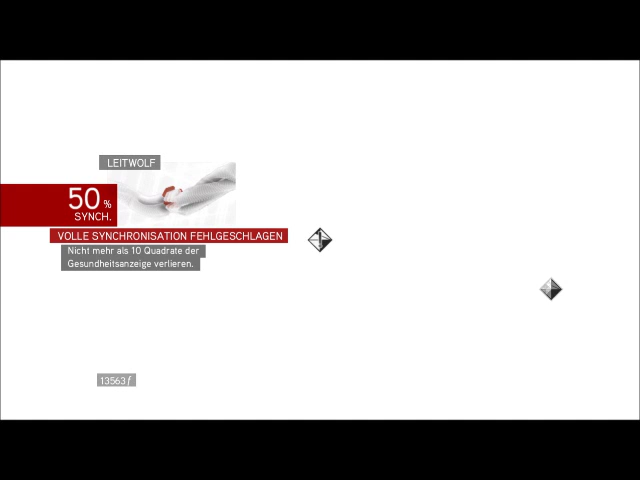 LEITWOLF
50 %
SYNCH.
VOLLE SYNCHRONISATION FEHLGESCHLAGEN
Nicht mehr als 10 Quadrate der
Gesundheitsanzeige verlieren.
13563 ƒ